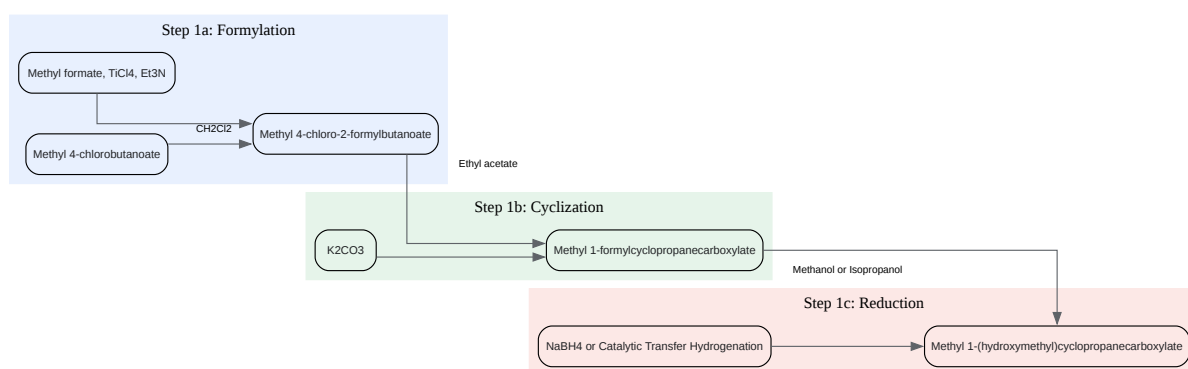 Step 1a: Formylation
Methyl formate, TiCl4, Et3N
CH2Cl2
Methyl 4-chloro-2-formylbutanoate
Methyl 4-chlorobutanoate
Ethyl acetate
Step 1b: Cyclization
K2CO3
Methyl 1-formylcyclopropanecarboxylate
Methanol or Isopropanol
Step 1c: Reduction
NaBH4 or Catalytic Transfer Hydrogenation
Methyl 1-(hydroxymethyl)cyclopropanecarboxylate